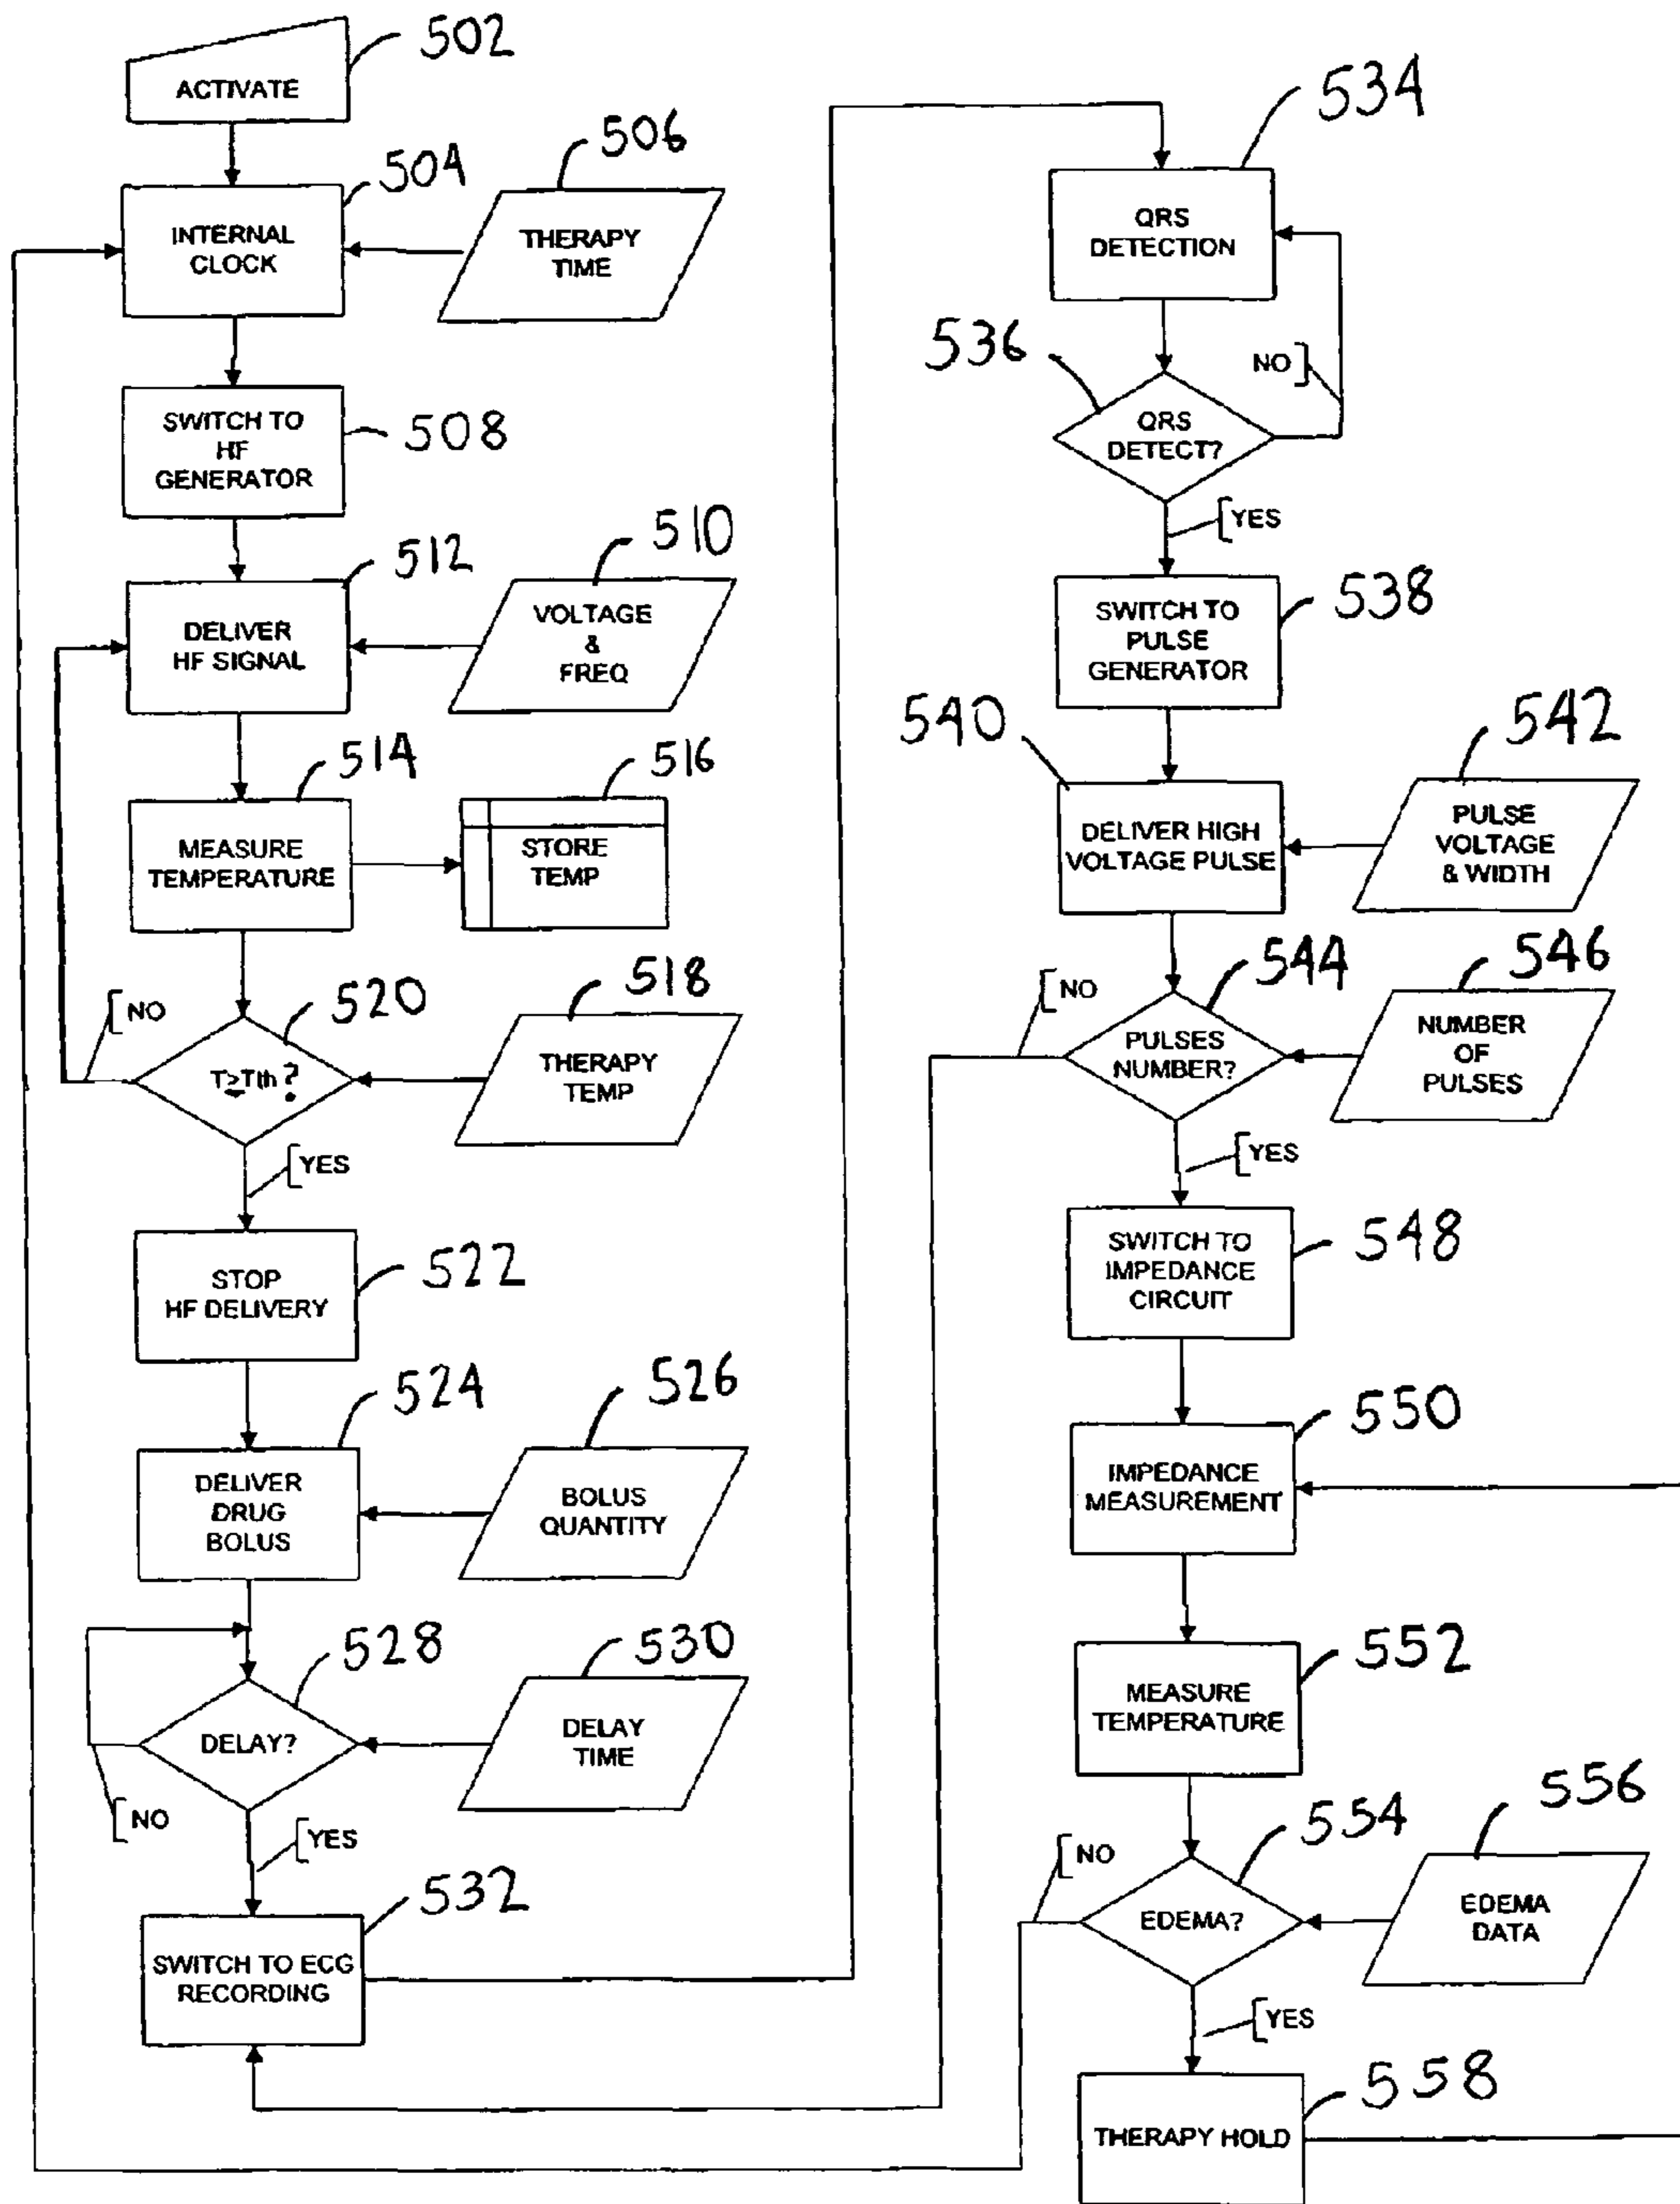 502
ACTIVATE
504
INTERNAL
CLOCK
506
THERAPY
TIME
SWITCH TO
HF
GENERATOR
508
510
VOLTAGE
&
FREQ
512
DELIVER
HF SIGNAL
514
MEASURE
TEMPERATURE
516
STORE
TEMP
518
THERAPY
TEMP
520
T≥Tth?
NO
YES
STOP
HF DELIVERY
522
524
DELIVER
DRUG
BOLUS
526
BOLUS
QUANTITY
528
DELAY?
530
DELAY
TIME
NO
YES
532
SWITCH TO ECG
RECORDING
534
QRS
DETECTION
536
QRS
DETECT?
NO
YES
SWITCH TO
PULSE
GENERATOR
538
540
DELIVER HIGH
VOLTAGE PULSE
542
PULSE
VOLTAGE
& WIDTH
544
PULSES
NUMBER?
546
NUMBER
OF
PULSES
NO
YES
SWITCH TO
IMPEDANCE
CIRCUIT
548
550
IMPEDANCE
MEASUREMENT
552
MEASURE
TEMPERATURE
554
EDEMA?
556
EDEMA
DATA
NO
YES
558
THERAPY HOLD